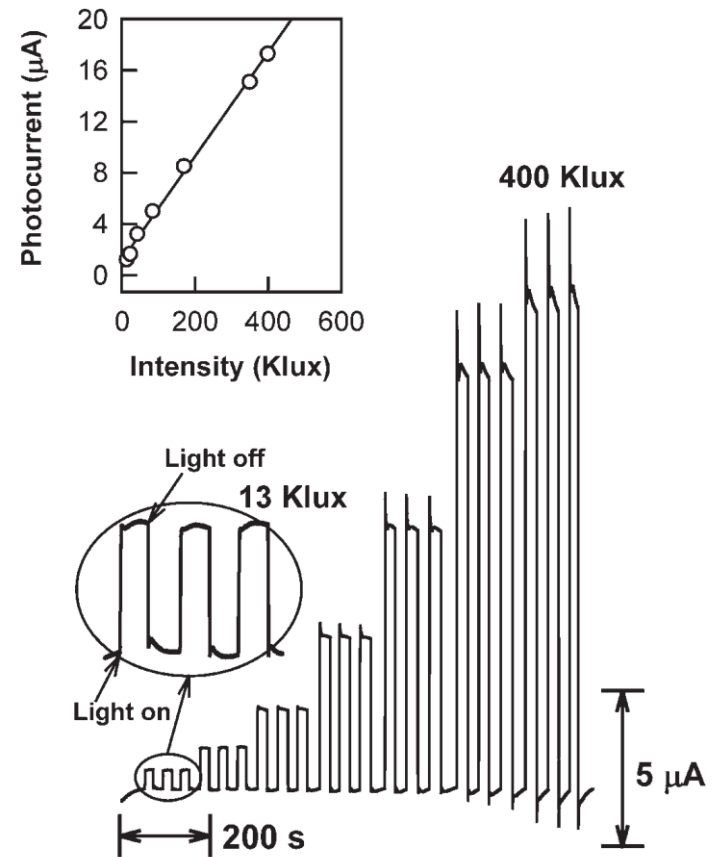 Photocurrent (μA)
20
16
12
8
4
0
0 200 400 600
Intensity (Klux)
400 Klux
Light off
13 Klux
Light on
5 μA
200 s